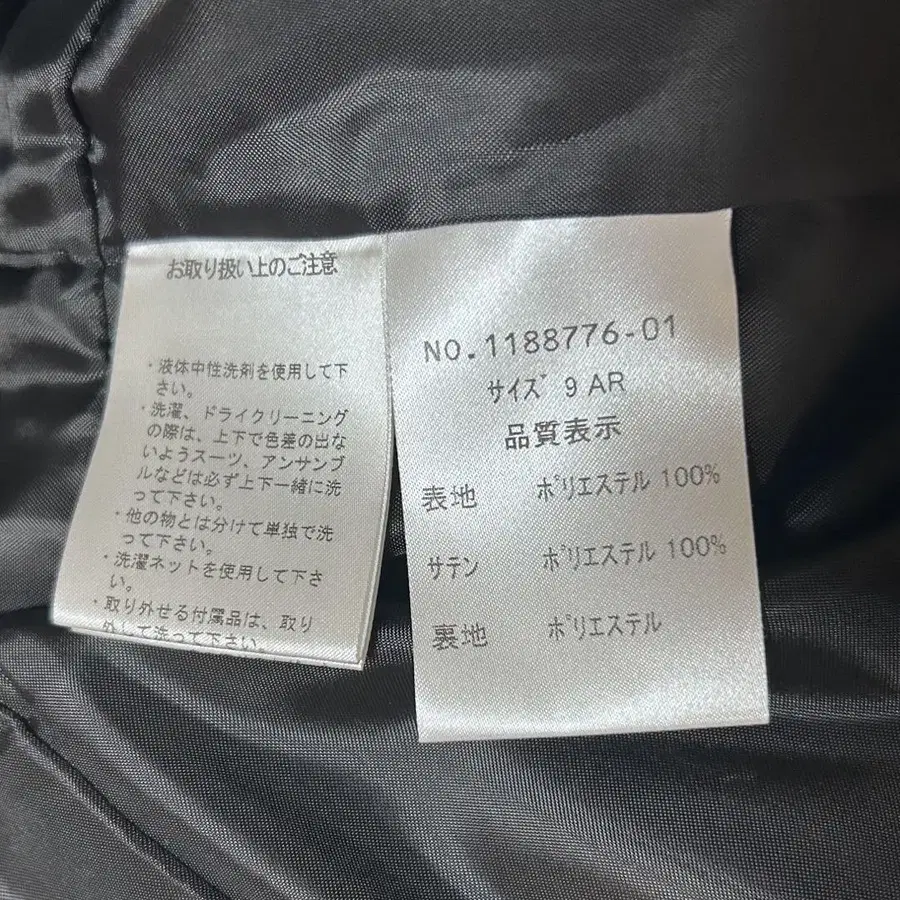 お取り扱い上のご注意
・液体中性洗剤を使用して下
さい。
・洗濯、ドライクリーニング
の際は、上下で色差の出な
いようスーツ、アンサンブ
ルなどは必ず上下一緒に洗
って下さい。
・他の物とは分けて単独で洗
って下さい。
・洗濯ネットを使用して下さ
い。
・取り外せる付属品は、取り
外して洗って下さい。
NO.1188776-01
サイズ 9 AR
品質表示
表地 ポリエステル 100%
サテン ポリエステル 100%
裏地 ポリエステル